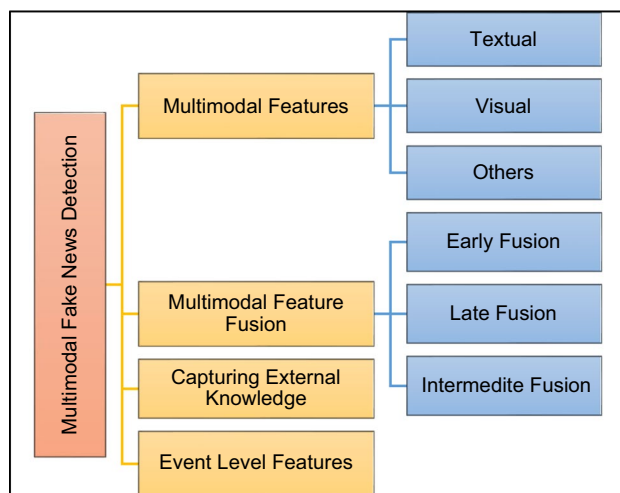 Multimodal Fake News Detection
Multimodal Features
Textual
Visual
Others
Multimodal Feature
Fusion
Early Fusion
Late Fusion
Intermedite Fusion
Capturing External
Knowledge
Event Level Features